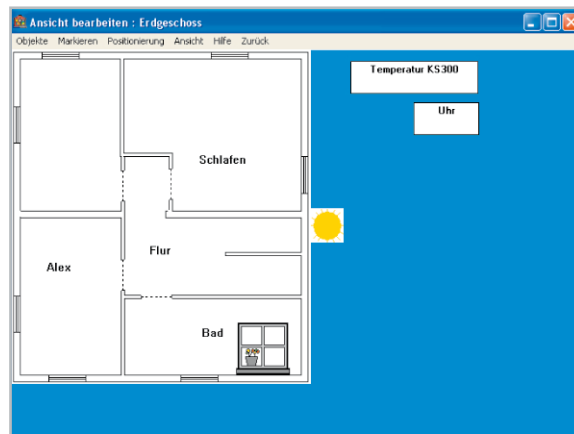 Ansicht bearbeiten : Erdgeschoss
Objekte Markieren Positionierung Ansicht Hilfe Zurück
Temperatur KS300
Uhr
Schlafen
Flur
Alex
Bad